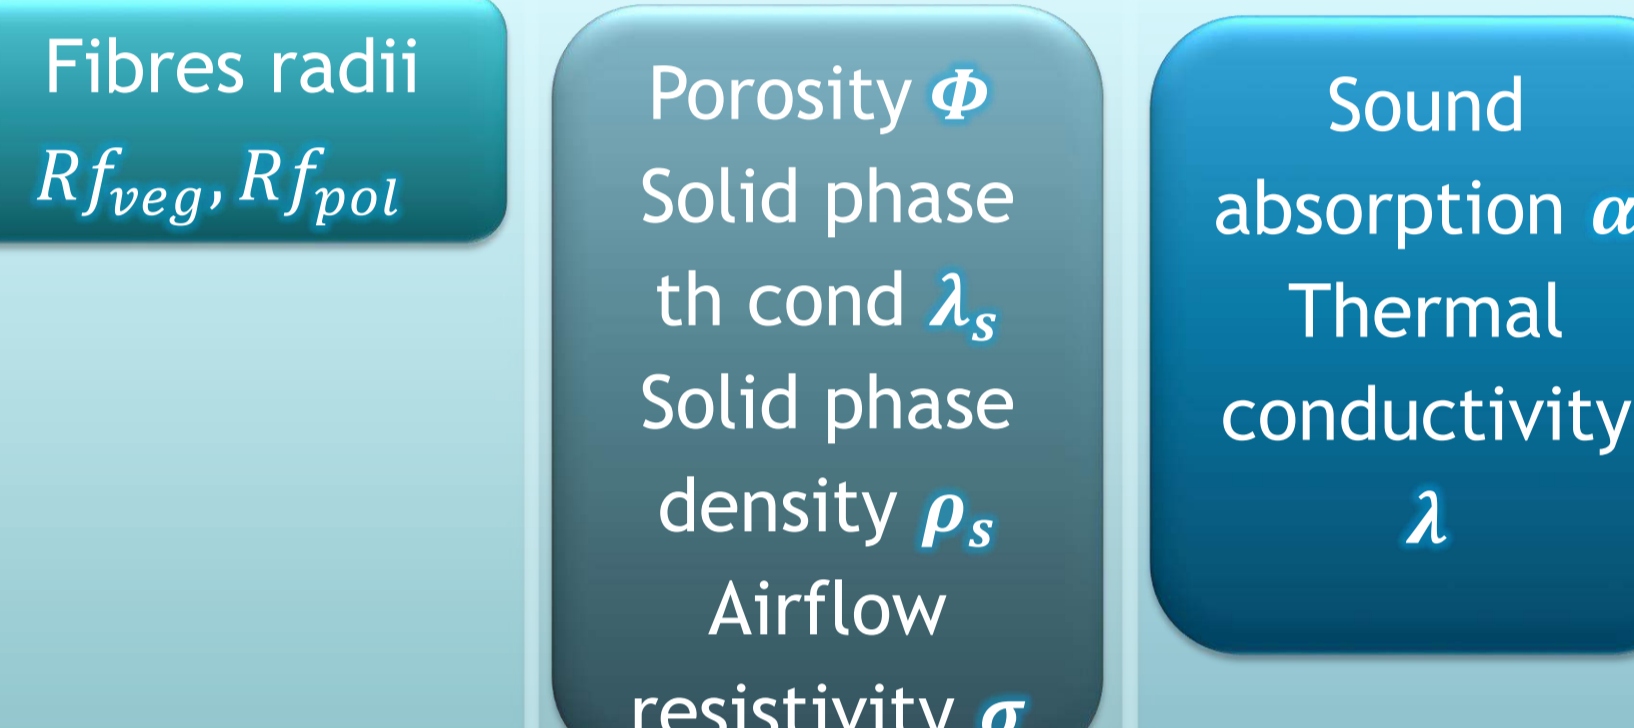 Fibres radii
Rf_veg, Rf_pol
Porosity Φ
Solid phase
th cond λ_s
Solid phase
density ρ_s
Airflow
resistivity σ
Sound
absorption α
Thermal
conductivity
λ